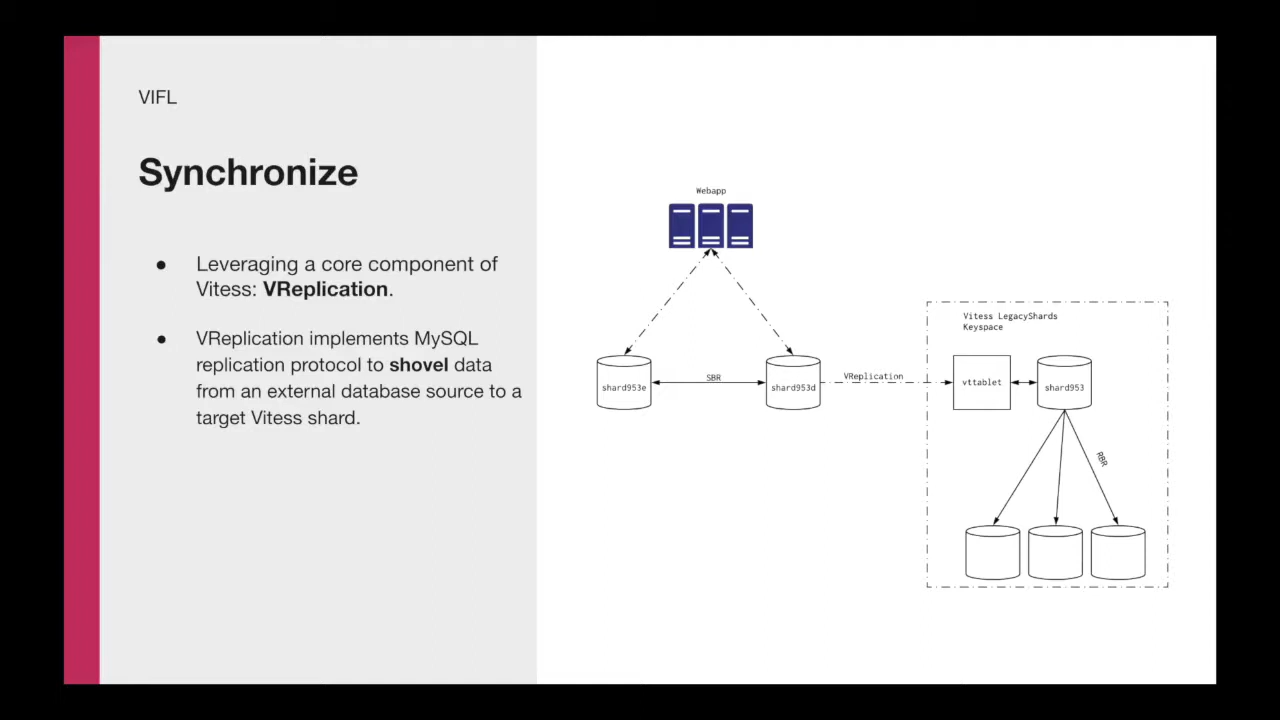 VIFL
Synchronize
● Leveraging a core component of
Vitess: VReplication.
● VReplication implements MySQL
replication protocol to shovel data
from an external database source to a
target Vitess shard.
Webapp
Vitess LegacyShards
Keyspace
shard953e
SBR
shard953d
VReplication
vttablet
shard953
RBR